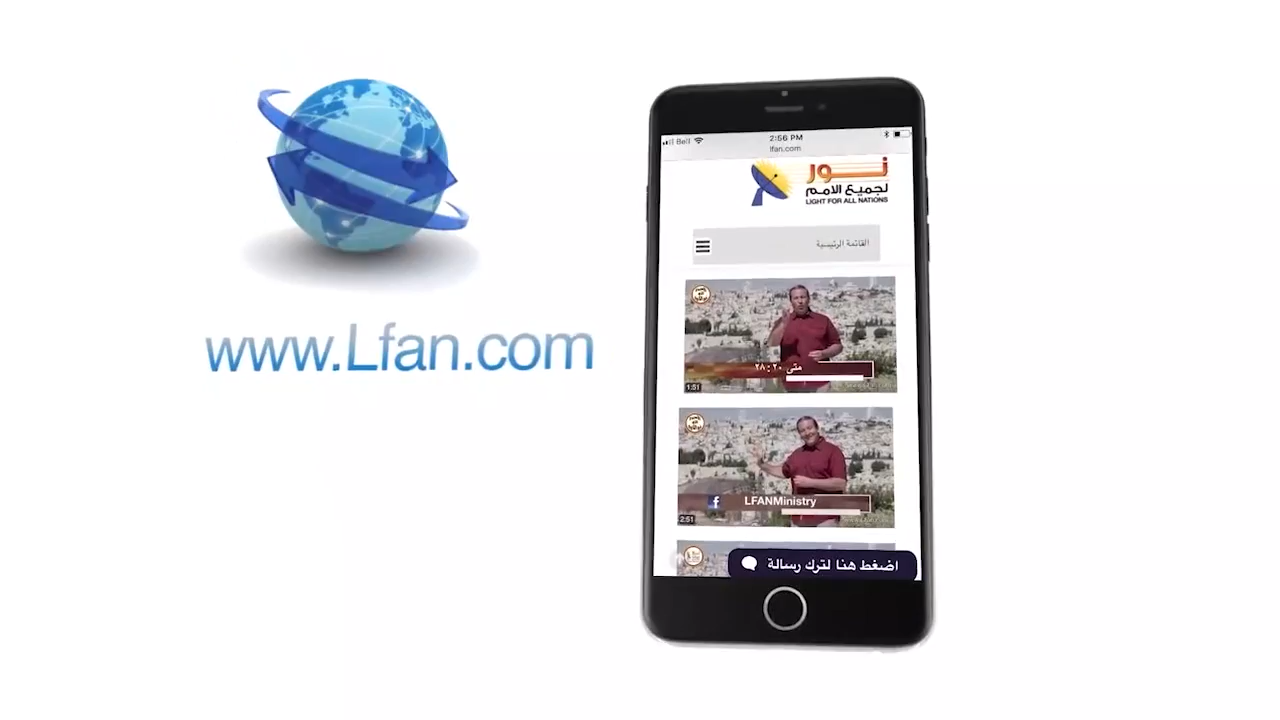 www.Lfan.com
Bell
2:56 PM
lfan.com
نور
لجميع الامم
LIGHT FOR ALL NATIONS
القائمة الرئيسية
متى ٢٠ : ٢٨
1:51
LFANMinistry
2:51
اضغط هنا لترك رسالة